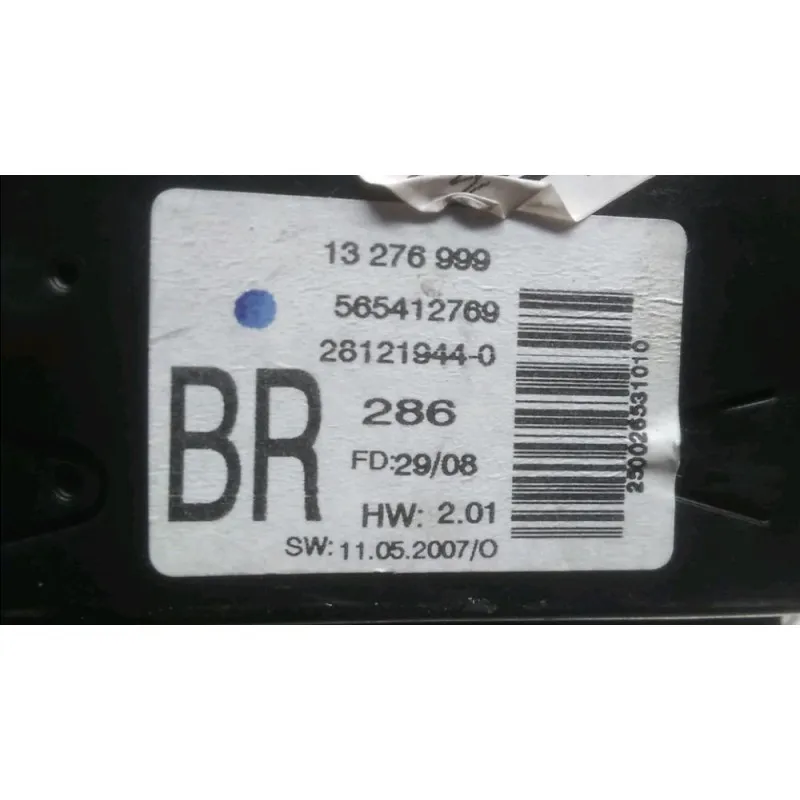 13 276 999
565412769
28121944-0
BR
286
FD:29/08
HW: 2.01
SW: 11.05.2007/O
250026531010